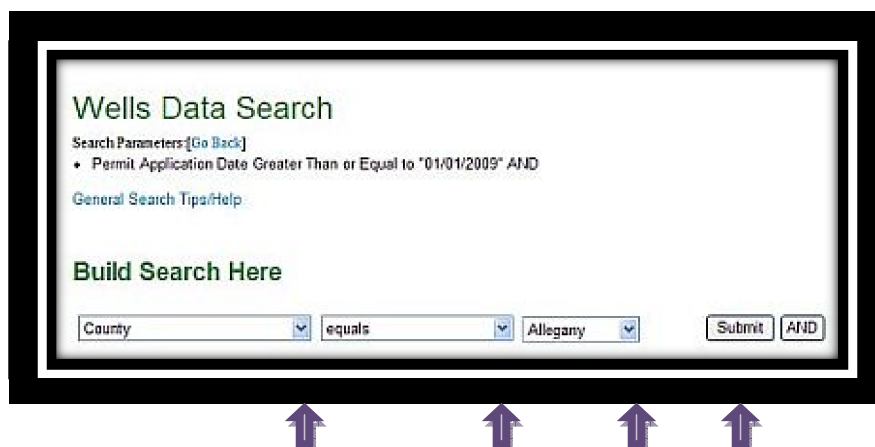 Wells Data Search
Search Parameters:[Go Back]
• Permit Application Date Greater Than or Equal to "01/01/2009" AND
General Search Tips/Help
Build Search Here
County equals Allegany Submit AND